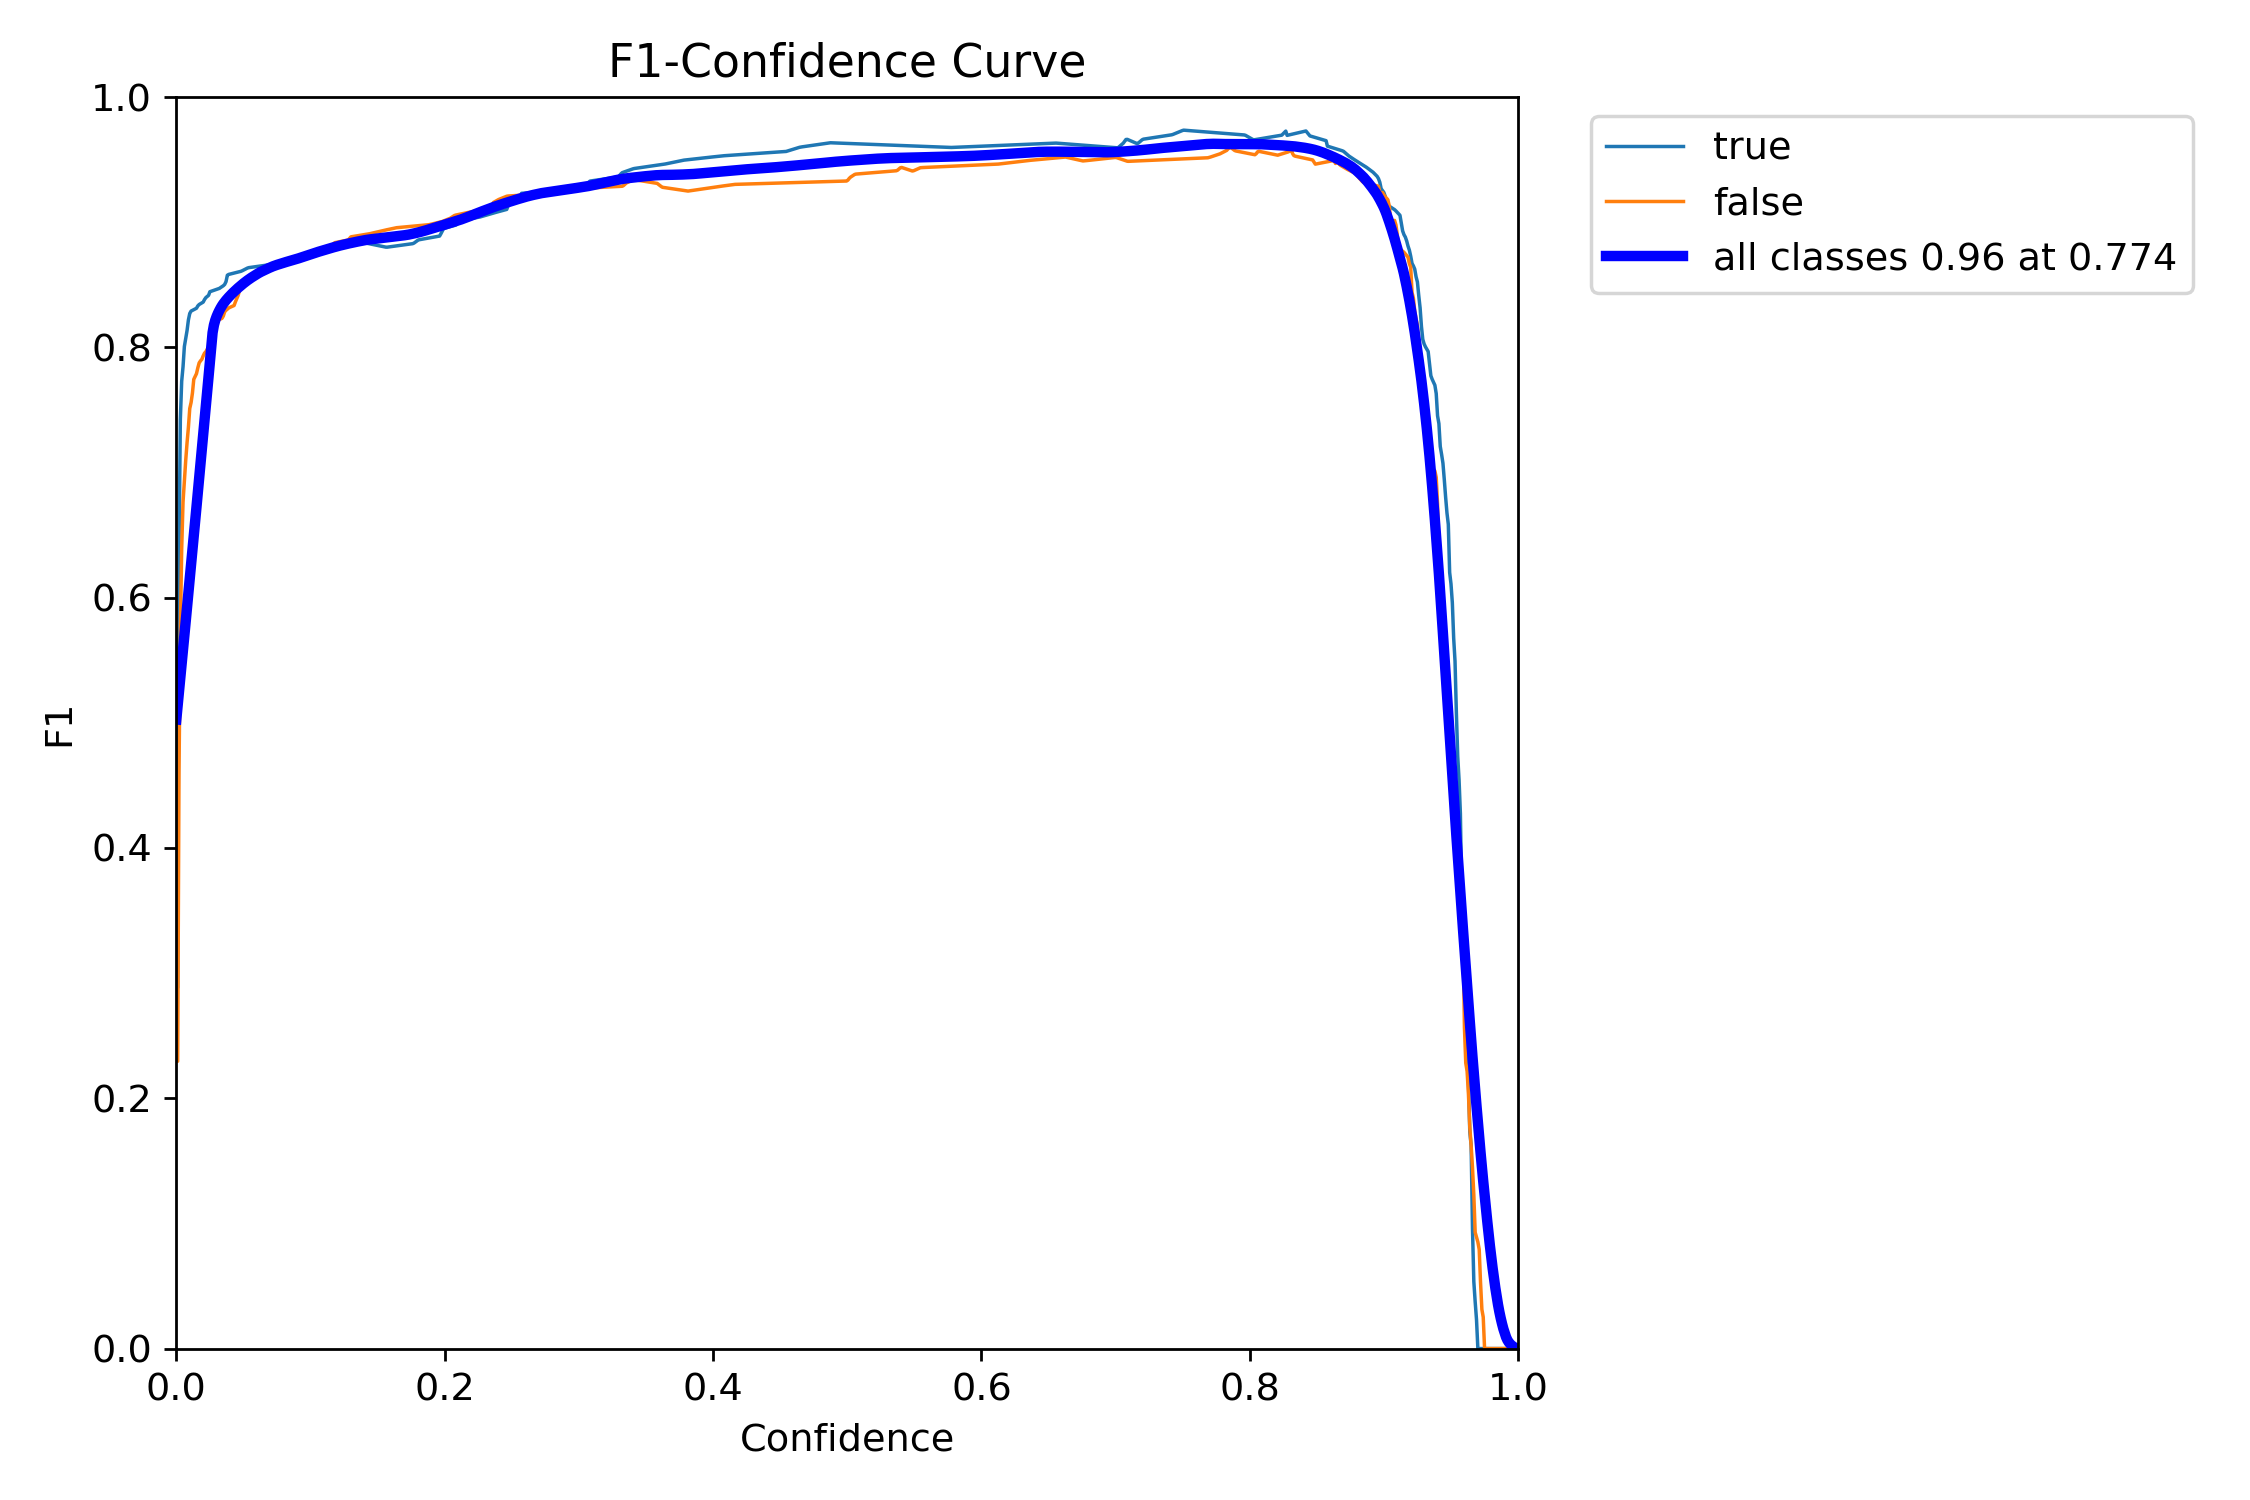 F1-Confidence Curve
1.0
0.8
0.6
0.4
0.2
0.0
F1
0.0 0.2 0.4 0.6 0.8 1.0
Confidence
true
false
all classes 0.96 at 0.774